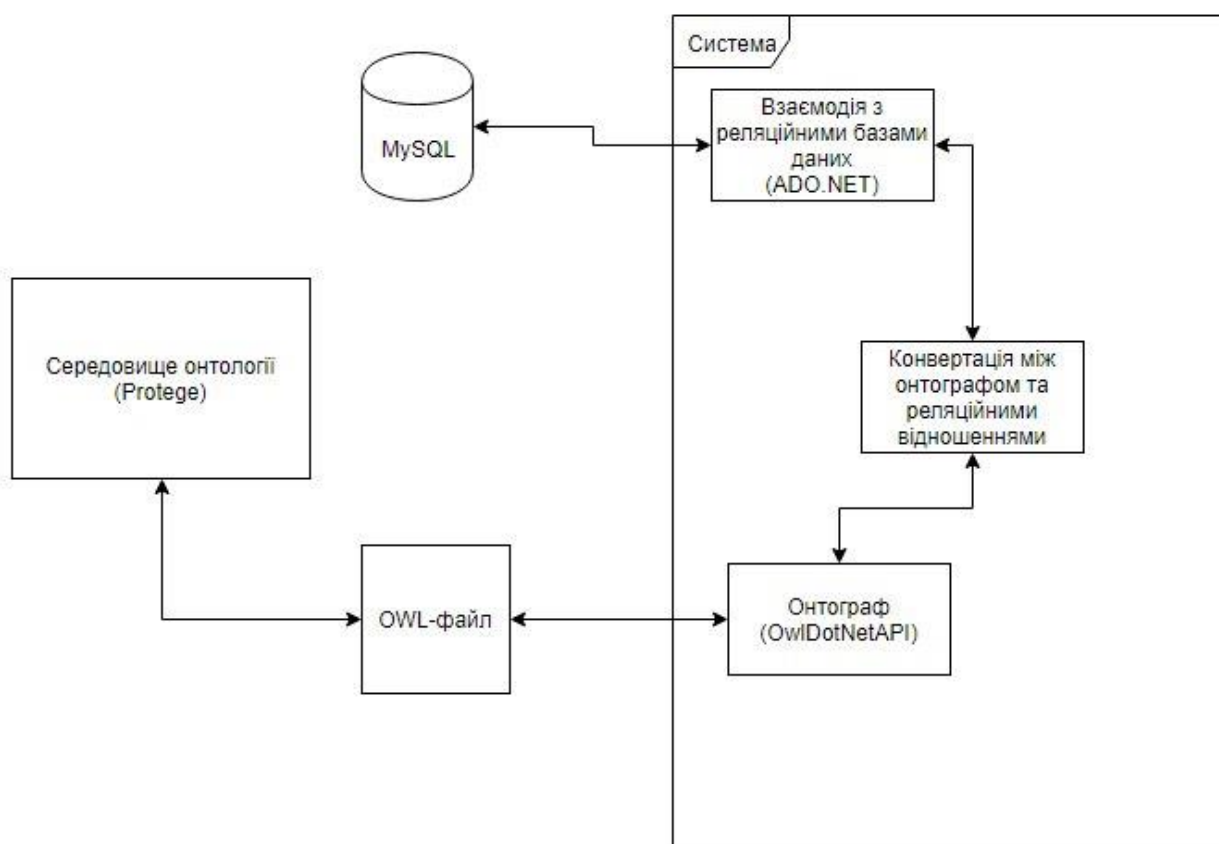 Система
MySQL
Взаємодія з
реляційними базами
даних
(ADO.NET)
Середовище онтології
(Protege)
Конвертація між
онтографом та
реляційними
відношеннями
OWL-файл
Онтограф
(OwlDotNetAPI)